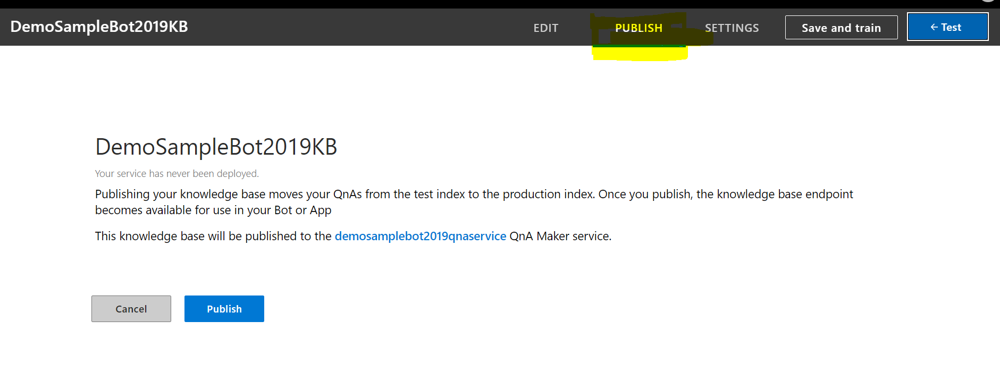 DemoSampleBot2019KB
EDIT
PUBLISH
SETTINGS
Save and train
← Test
DemoSampleBot2019KB
Your service has never been deployed.
Publishing your knowledge base moves your QnAs from the test index to the production index. Once you publish, the knowledge base endpoint
becomes available for use in your Bot or App
This knowledge base will be published to the demosamplebot2019qnaservice QnA Maker service.
Cancel
Publish